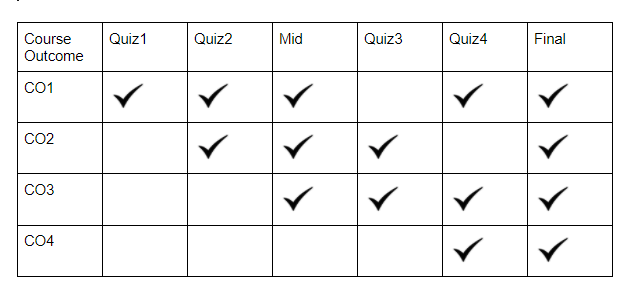 Course Outcome Quiz1 Quiz2 Mid Quiz3 Quiz4 Final
CO1 ✓ ✓ ✓ ✓ ✓
CO2 ✓ ✓ ✓ ✓
CO3 ✓ ✓ ✓ ✓
CO4 ✓ ✓